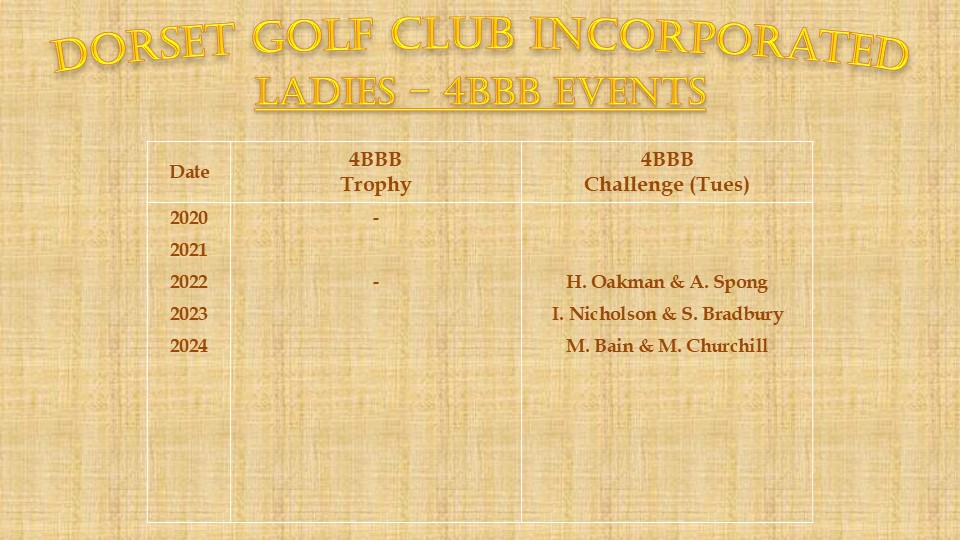 DORSET GOLF CLUB INCORPORATED
LADIES – 4BBB EVENTS
Date 4BBB Trophy 4BBB Challenge (Tues)
2020 -
2021
2022 - H. Oakman & A. Spong
2023 I. Nicholson & S. Bradbury
2024 M. Bain & M. Churchill